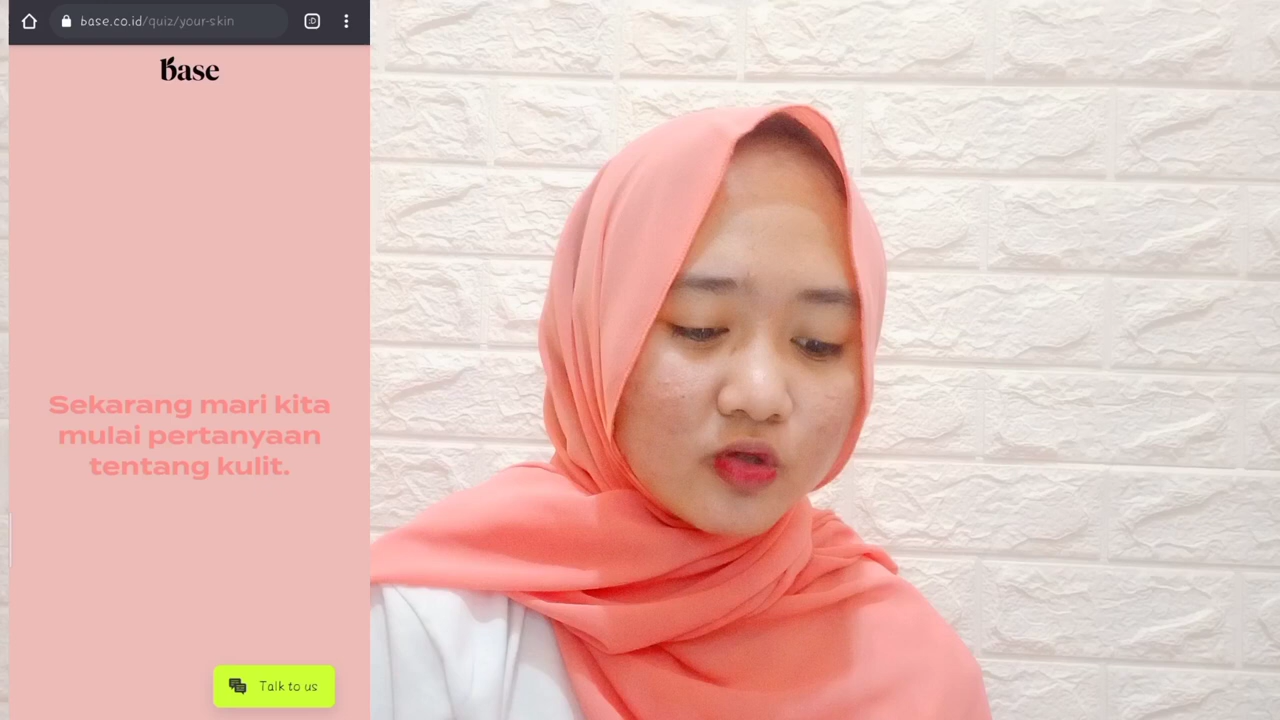 base.co.id/quiz/your-skin
:D
base
Sekarang mari kita
mulai pertanyaan
tentang kulit.
Talk to us